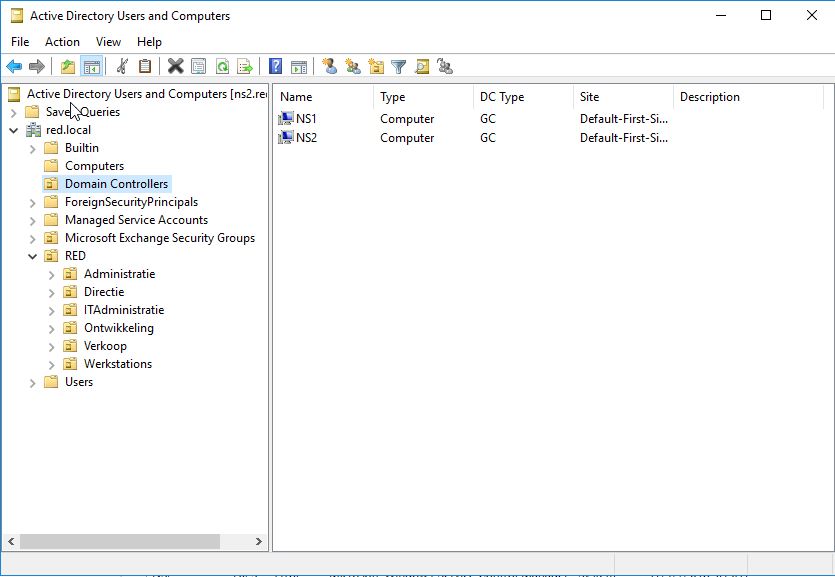 Active Directory Users and Computers
File Action View Help
Active Directory Users and Computers [ns2.re
Saved Queries
red.local
Builtin
Computers
Domain Controllers
ForeignSecurityPrincipals
Managed Service Accounts
Microsoft Exchange Security Groups
RED
Administratie
Directie
ITAdministratie
Ontwikkeling
Verkoop
Werkstations
Users
Name Type DC Type Site Description
NS1 Computer GC Default-First-Si...
NS2 Computer GC Default-First-Si...